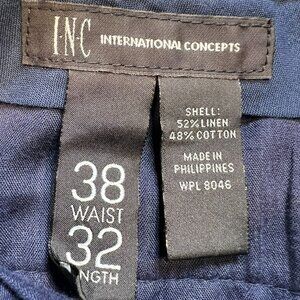 I.N.C INTERNATIONAL CONCEPTS
SHELL:
52% LINEN
48% COTTON
MADE IN
PHILIPPINES
WPL 8046
38
WAIST
32
NGTH